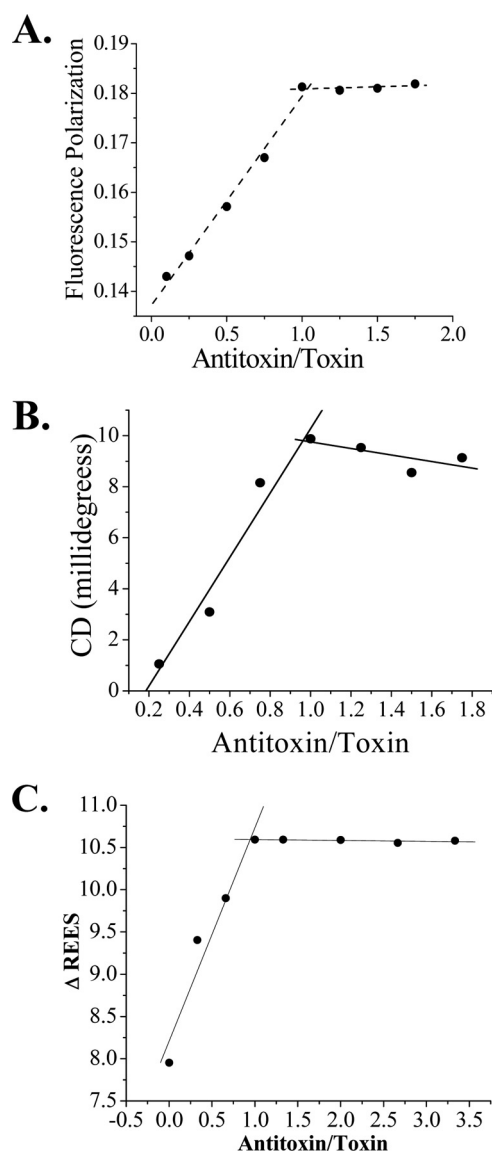 A.
0.19
0.18
0.17
0.16
0.15
0.14
Fluorescence Polarization
0.0 0.5 1.0 1.5 2.0
Antitoxin/Toxin
B.
10
8
6
4
2
0
CD (millidegreess)
0.2 0.4 0.6 0.8 1.0 1.2 1.4 1.6 1.8
Antitoxin/Toxin
C.
11.0
10.5
10.0
9.5
9.0
8.5
8.0
7.5
Δ REES
-0.5 0.0 0.5 1.0 1.5 2.0 2.5 3.0 3.5
Antitoxin/Toxin